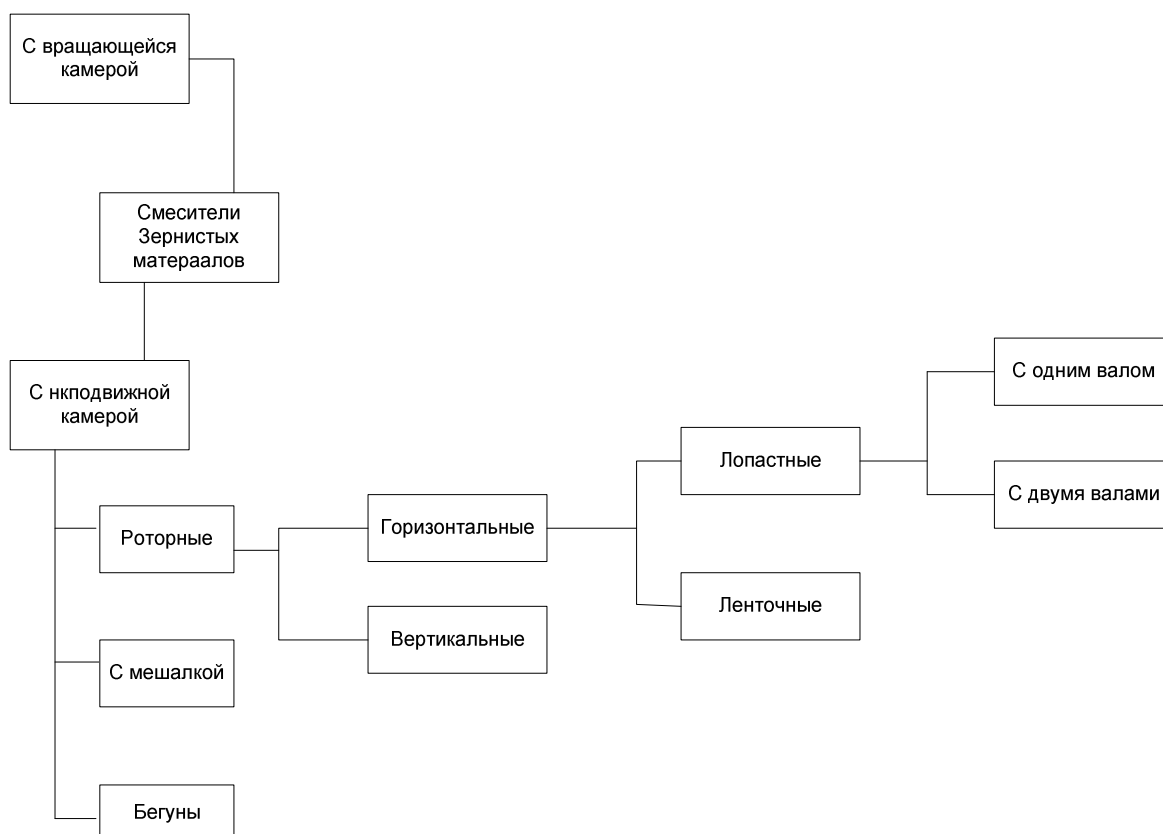 С вращающейся
камерой
Смесители
Зернистых
матераалов
С нкподвижной
камерой
С одним валом
Лопастные
С двумя валами
Горизонтальные
Роторные
Ленточные
Вертикальные
С мешалкой
Бегуны